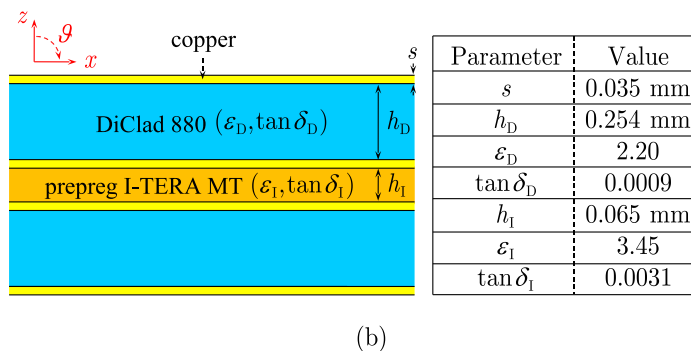 z
ϑ
x
copper
s
DiClad 880 (ε_D, tan δ_D)
h_D
prepreg I-TERA MT (ε_I, tan δ_I)
h_I
Parameter Value
s 0.035 mm
h_D 0.254 mm
ε_D 2.20
tan δ_D 0.0009
h_I 0.065 mm
ε_I 3.45
tan δ_I 0.0031
(b)